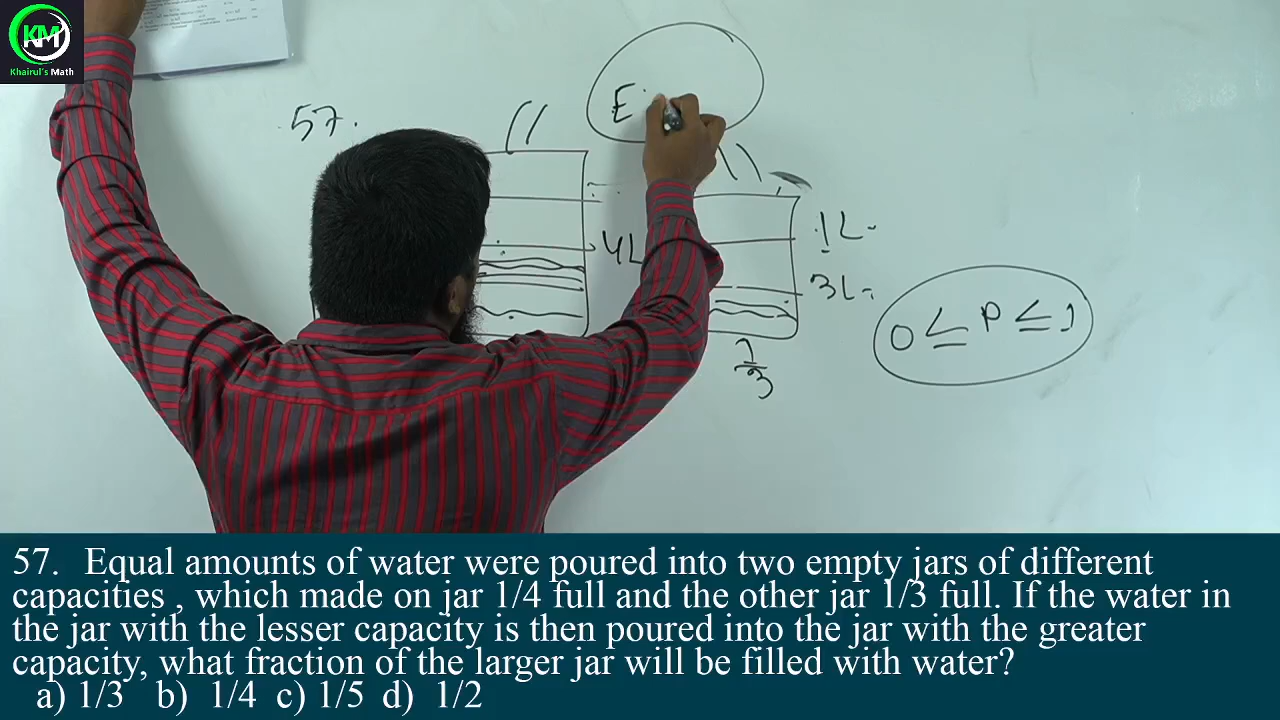 KM
Khairul's Math
57.
E
4L
1L
3L
0 ≤ P ≤ 1
1/3
57. Equal amounts of water were poured into two empty jars of different
capacities , which made on jar 1/4 full and the other jar 1/3 full. If the water in
the jar with the lesser capacity is then poured into the jar with the greater
capacity, what fraction of the larger jar will be filled with water?
a) 1/3 b) 1/4 c) 1/5 d) 1/2